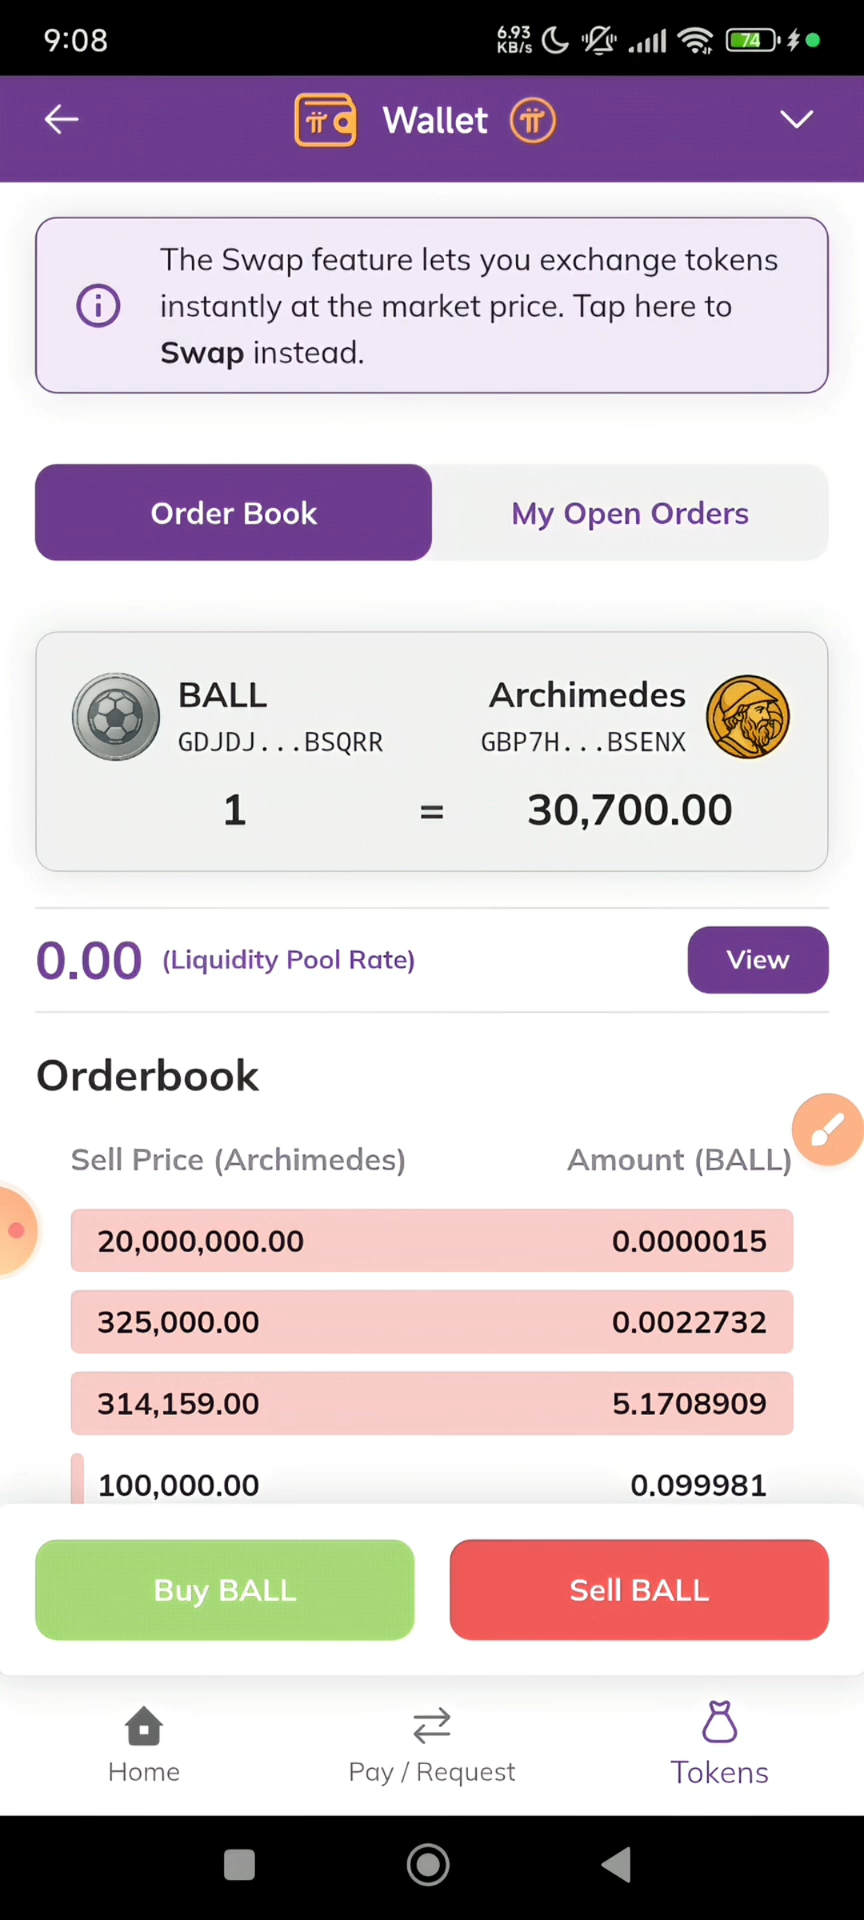 9:08
6.93 KB/s
74
Wallet
The Swap feature lets you exchange tokens
instantly at the market price. Tap here to
Swap instead.
Order Book
My Open Orders
BALL
Archimedes
GDJDJ...BSQRR
GBP7H...BSENX
1 = 30,700.00
0.00 (Liquidity Pool Rate)
View
Orderbook
Sell Price (Archimedes) Amount (BALL)
20,000,000.00 0.0000015
325,000.00 0.0022732
314,159.00 5.1708909
100,000.00 0.099981
Buy BALL
Sell BALL
Home
Pay / Request
Tokens